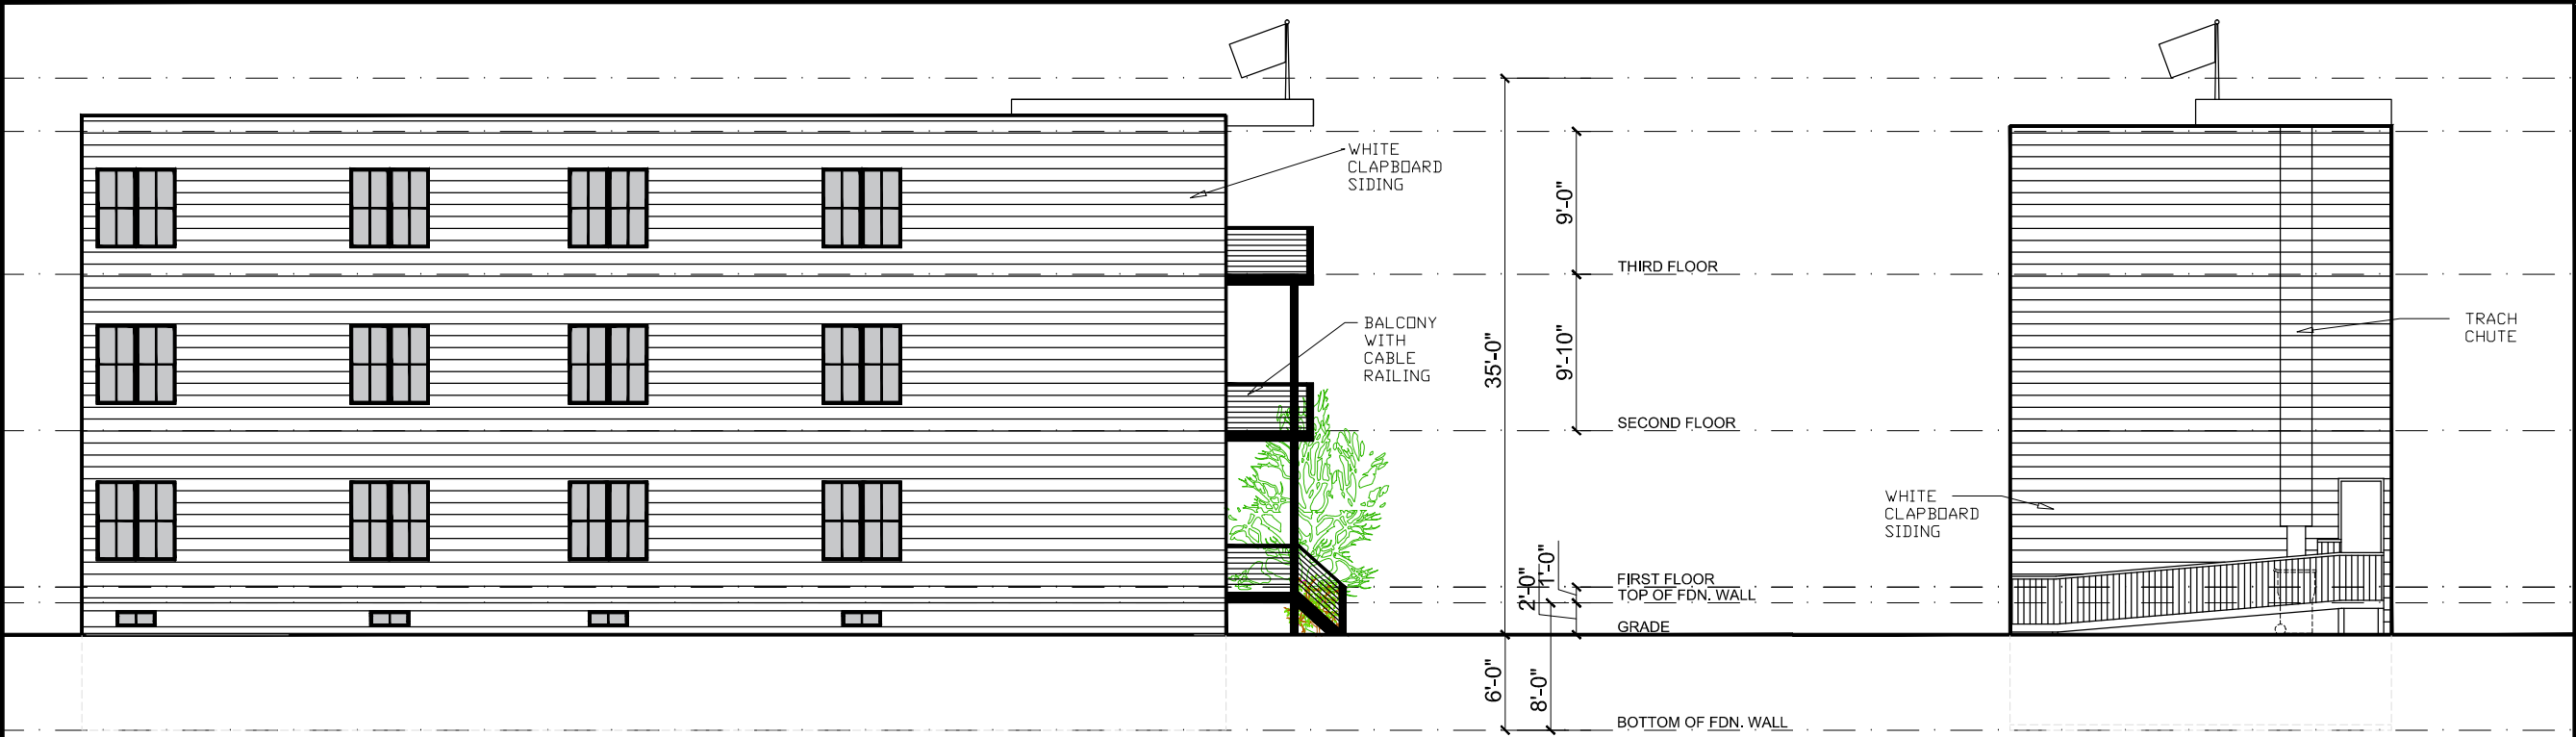 WHITE
CLAPBOARD
SIDING
9'-0"
THIRD FLOOR
BALCONY
WITH
CABLE
RAILING
35'-0"
9'-10"
TRACH
CHUTE
SECOND FLOOR
WHITE
CLAPBOARD
SIDING
1'-0"
2'-0"
FIRST FLOOR
TOP OF FDN. WALL
GRADE
6'-0"
8'-0"
BOTTOM OF FDN. WALL